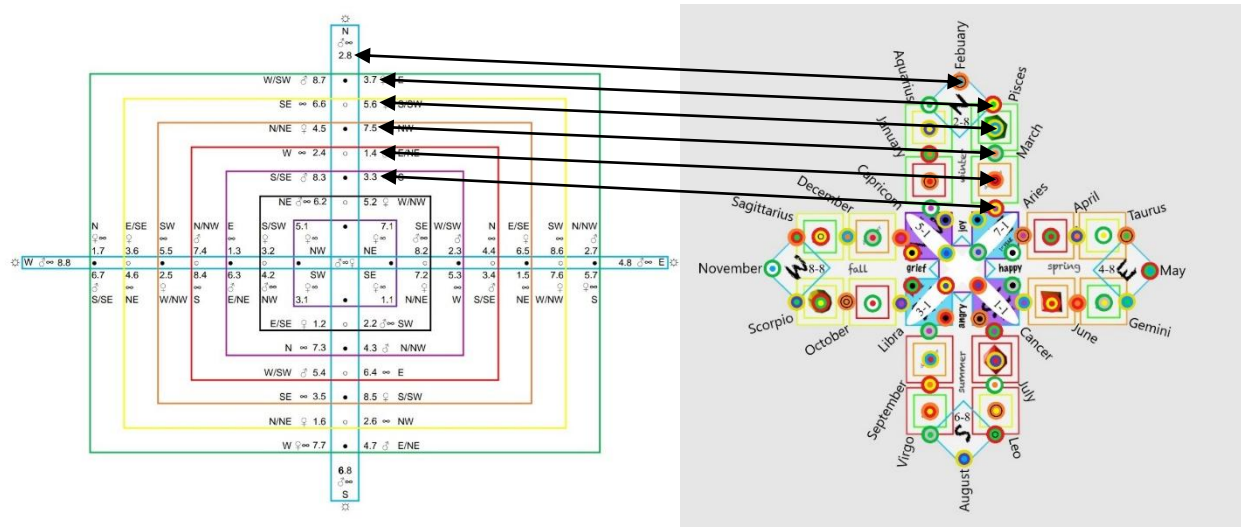 N
♂∞
2.8
W/SW ♂ 8.7 3.7 E
SE ∞ 6.6 5.6 ♀ S/SW
N/NE ♀ 4.5 7.5 NW
W ∞ 2.4 1.4 E/NE
S/SE ♂ 8.3 3.3 S
NE ♂∞ 6.2 5.2 ♀ W/NW
5.1 7.1
♀∞ ♀∞
NW NE
N E/SE SW N/NW E S/SW SE W/SW N E/SE SW N/NW
1.7 3.6 5.5 7.4 1.3 3.2 8.2 2.3 4.4 6.5 8.6 2.7
W ♂∞ 8.8 ♂∞♀ 4.8 ♂∞ E
6.7 4.6 2.5 8.4 6.3 4.2 7.2 5.3 3.4 1.5 7.6 5.7
S/SE NE W/NW S E/NE NW N/NE W S/SE NE W/NW S
SW SE
♀∞ ♀∞
3.1 1.1
E/SE ♀ 1.2 2.2 ♂∞ SW
N ∞ 7.3 4.3 ♂ N/NW
W/SW ♂ 5.4 6.4 ∞ E
SE ∞ 3.5 8.5 ♀ S/SW
N/NE ♀ 1.6 2.6 ∞ NW
W ♀∞ 7.7 4.7 ♂ E/NE
6.8
♂∞
S
Febuary
Aquarius
Pisces
N
2-8
January
March
winter
Capricorn
Aries
December
April
Sagittarius
Taurus
5-1
joy
7-1
November
W
8-8
fall
grief
happy
spring
4-8
E
May
Scorpio
October
Libra
3-1
angry
1-1
Cancer
June
Gemini
September
summer
July
Virgo
6-8
S
Leo
August